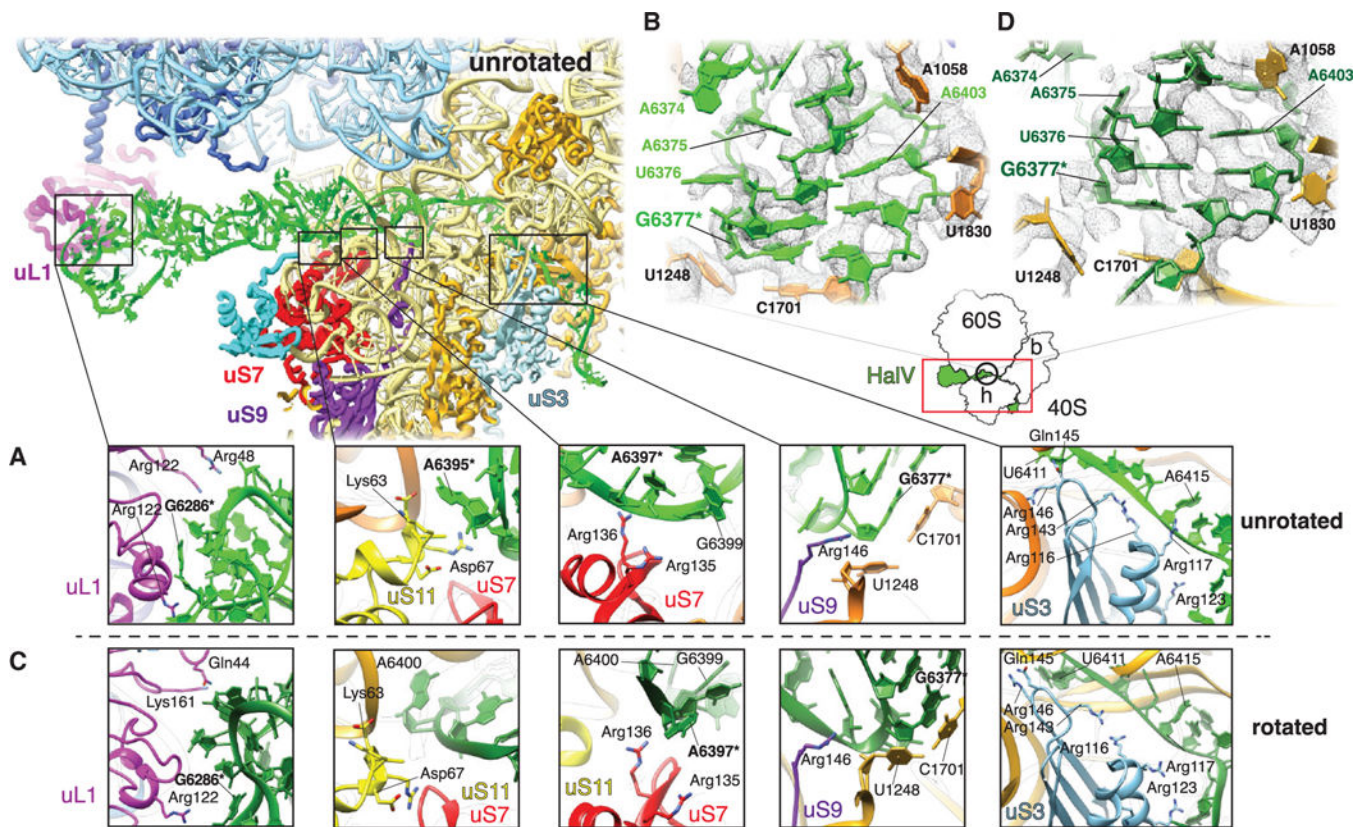 unrotated
uL1
uS7
uS9
uS3
B
A1058
A6374
A6403
A6375
U6376
G6377*
U1830
U1248
C1701
D
A6374
A1058
A6403
A6375
U6376
G6377*
U1830
U1248
C1701
60S
b
HalV
h
40S
A
Arg122
Arg48
G6286*
Arg122
uL1
A6395*
Lys63
Asp67
uS11
uS7
A6397*
Arg136
G6399
Arg135
uS7
G6377*
Arg146
C1701
U1248
uS9
Gln145
U6411
A6415
Arg146
Arg143
Arg116
Arg117
Arg123
uS3
unrotated
C
Gln44
Lys161
G6286*
Arg122
uL1
A6400
Lys63
Asp67
uS11
uS7
A6400
G6399
Arg136
A6397*
Arg135
uS11
uS7
G6377*
Arg146
C1701
uS9
U1248
Gln145
U6411
A6415
Arg146
Arg143
Arg116
Arg117
Arg123
uS3
rotated